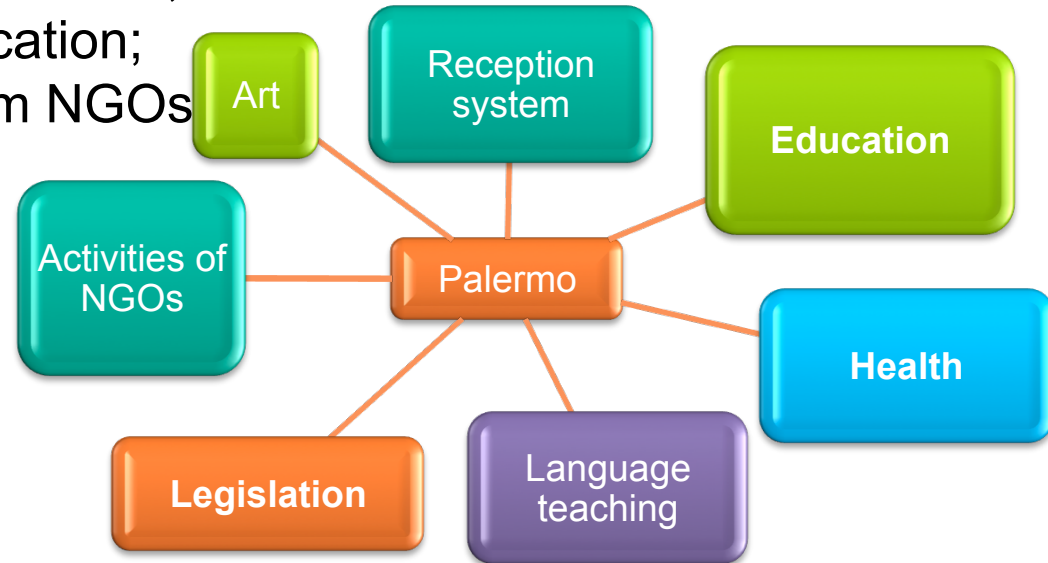 cation;
m NGOs
Art
Reception
system
Education
Activities of
NGOs
Palermo
Health
Legislation
Language
teaching